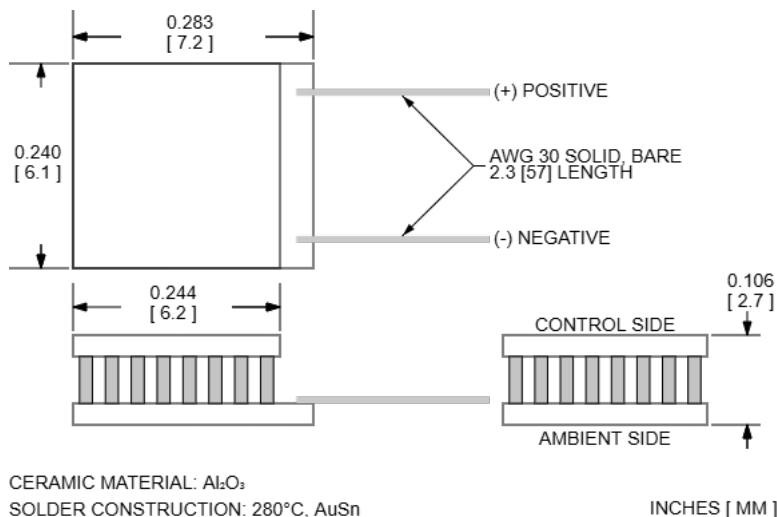 0.283
[ 7.2 ]
(+) POSITIVE
0.240
[ 6.1 ]
AWG 30 SOLID, BARE
2.3 [57] LENGTH
(-) NEGATIVE
0.244
[ 6.2 ]
0.106
[ 2.7 ]
CONTROL SIDE
AMBIENT SIDE
CERAMIC MATERIAL: Al₂O₃
SOLDER CONSTRUCTION: 280°C, AuSn
INCHES [ MM ]